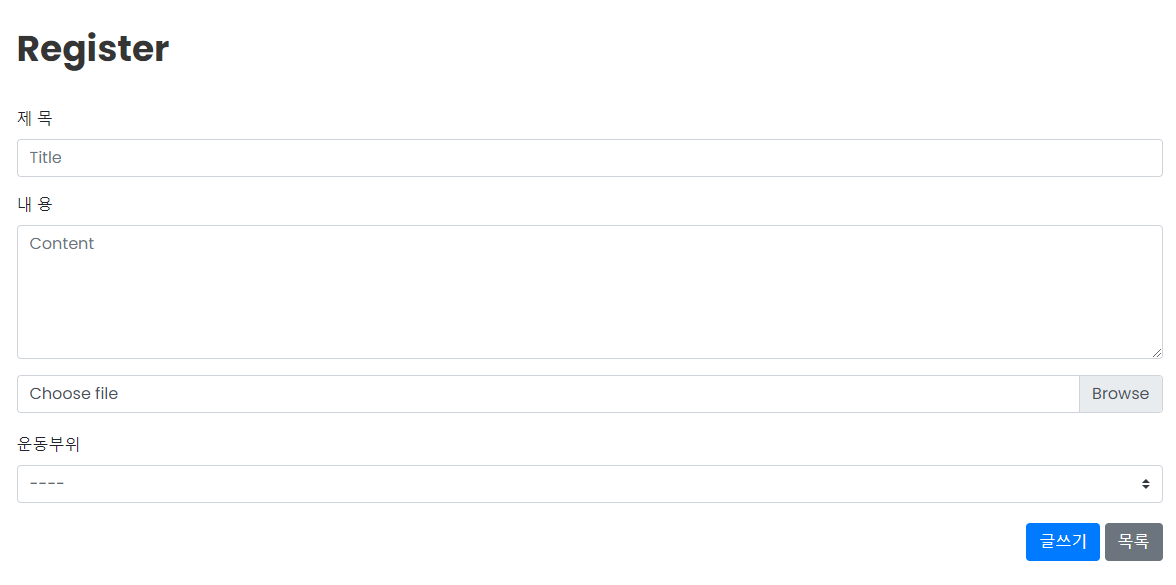 Register
제 목
Title
내 용
Content
Choose file Browse
운동부위
----
글쓰기 목록